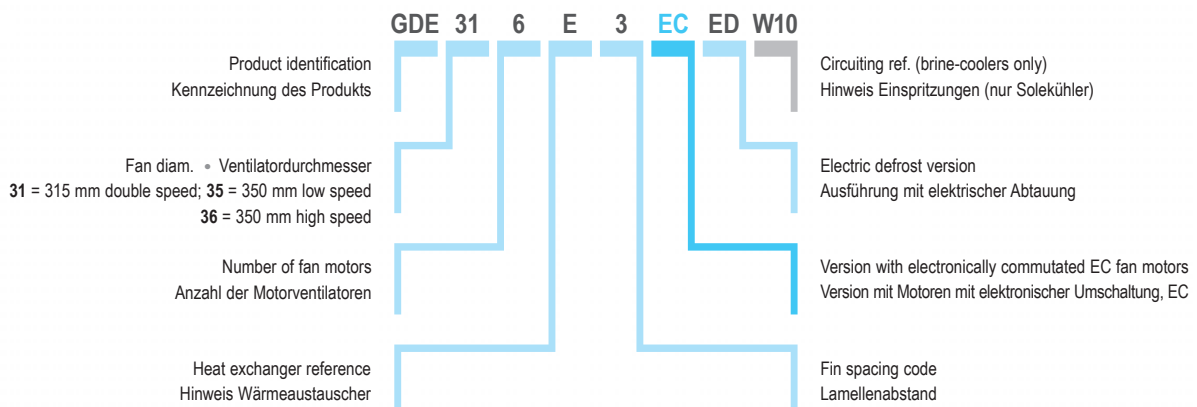 GDE 31 6 E 3 EC ED W10
Product identification
Kennzeichnung des Produkts
Circuiting ref. (brine-coolers only)
Hinweis Einspritzungen (nur Solekühler)
Fan diam. • Ventilatordurchmesser
31 = 315 mm double speed; 35 = 350 mm low speed
36 = 350 mm high speed
Electric defrost version
Ausführung mit elektrischer Abtauung
Number of fan motors
Anzahl der Motorventilatoren
Version with electronically commutated EC fan motors
Version mit Motoren mit elektronischer Umschaltung, EC
Heat exchanger reference
Hinweis Wärmeaustauscher
Fin spacing code
Lamellenabstand